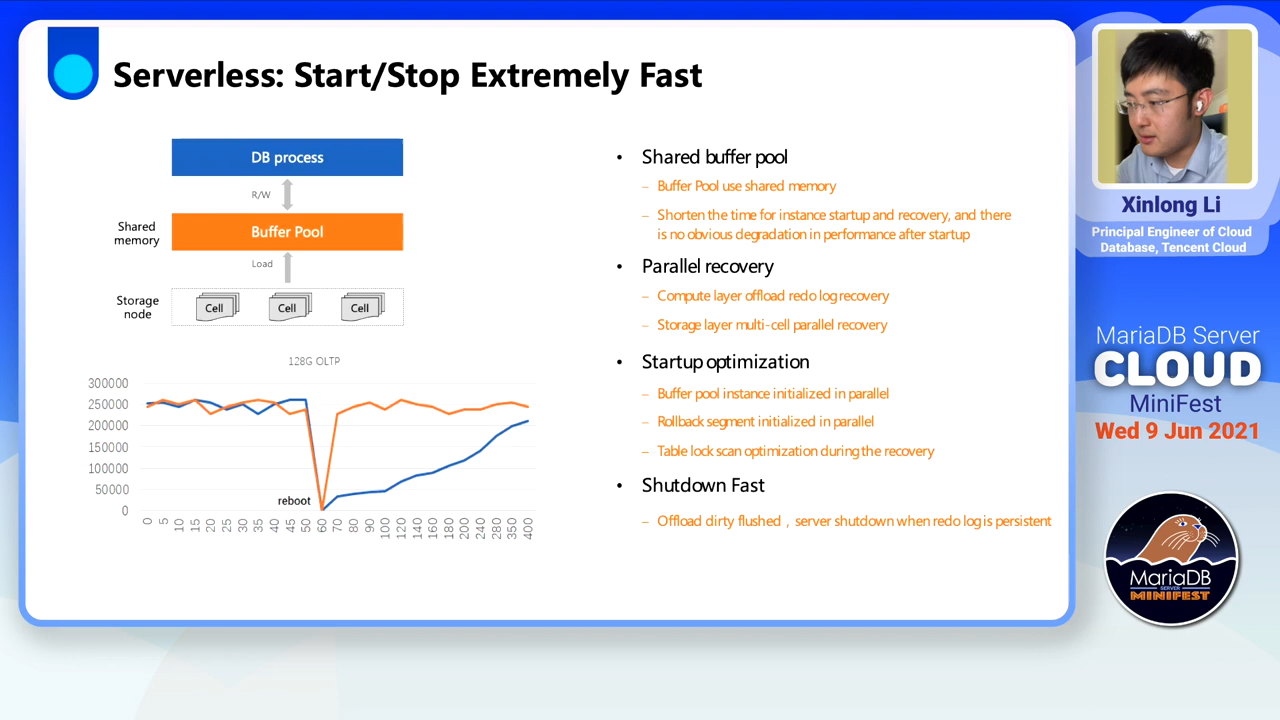 Serverless: Start/Stop Extremely Fast
DB process
R/W
Shared
memory
Buffer Pool
Load
Storage
node
Cell
Cell
Cell
128G OLTP
300000
250000
200000
150000
100000
50000
0
reboot
0 5 10 15 20 25 30 35 40 45 50 60 70 80 90 100 120 140 160 180 200 240 280 350 400
• Shared buffer pool
– Buffer Pool use shared memory
– Shorten the time for instance startup and recovery, and there
is no obvious degradation in performance after startup
• Parallel recovery
– Compute layer offload redo log recovery
– Storage layer multi-cell parallel recovery
• Startup optimization
– Buffer pool instance initialized in parallel
– Rollback segment initialized in parallel
– Table lock scan optimization during the recovery
• Shutdown Fast
– Offload dirty flushed , server shutdown when redo log is persistent
Xinlong Li
Principal Engineer of Cloud
Database, Tencent Cloud
MariaDB Server
CLOUD
MiniFest
Wed 9 Jun 2021
MariaDB
SERVER
MINIFEST